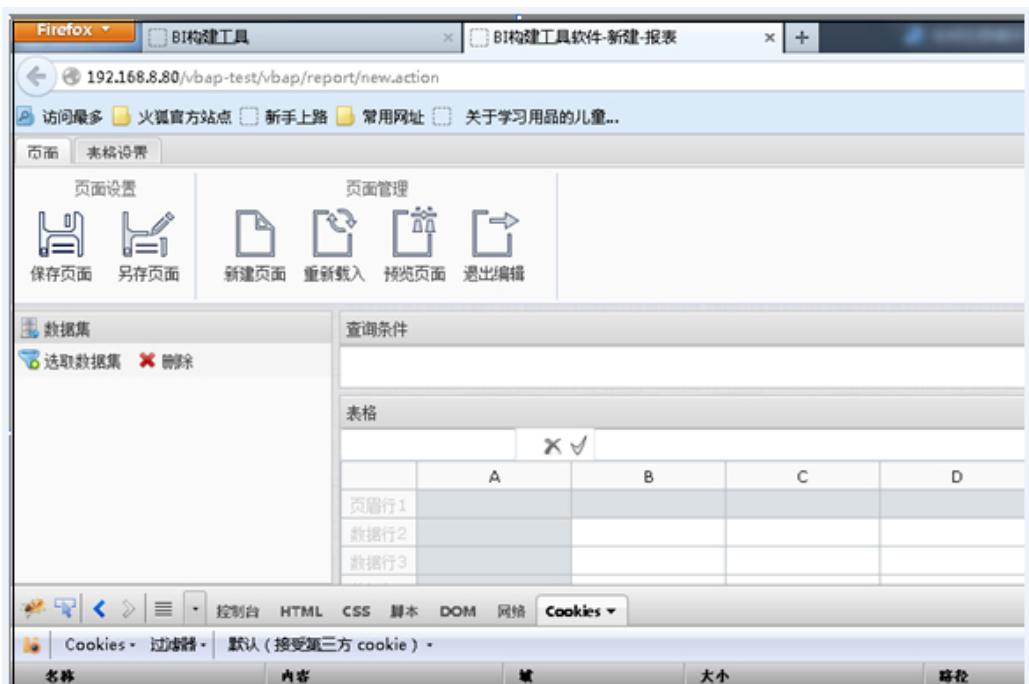 Firefox
BI构建工具 × BI构建工具软件-新建-报表 × +
192.168.8.80/vbap-test/vbap/report/new.action
访问最多 火狐官方站点 新手上路 常用网址 关于学习用品的儿童...
页面 表格设置
页面设置 页面管理
保存页面 另存页面 新建页面 重新载入 预览页面 退出编辑
数据集 查询条件
选取数据集 删除
表格
A B C D
页眉行1
数据行2
数据行3
控制台 HTML CSS 脚本 DOM 网络 Cookies
Cookies 过滤器 默认（接受第三方 cookie）
名称 内容 域 大小 路径